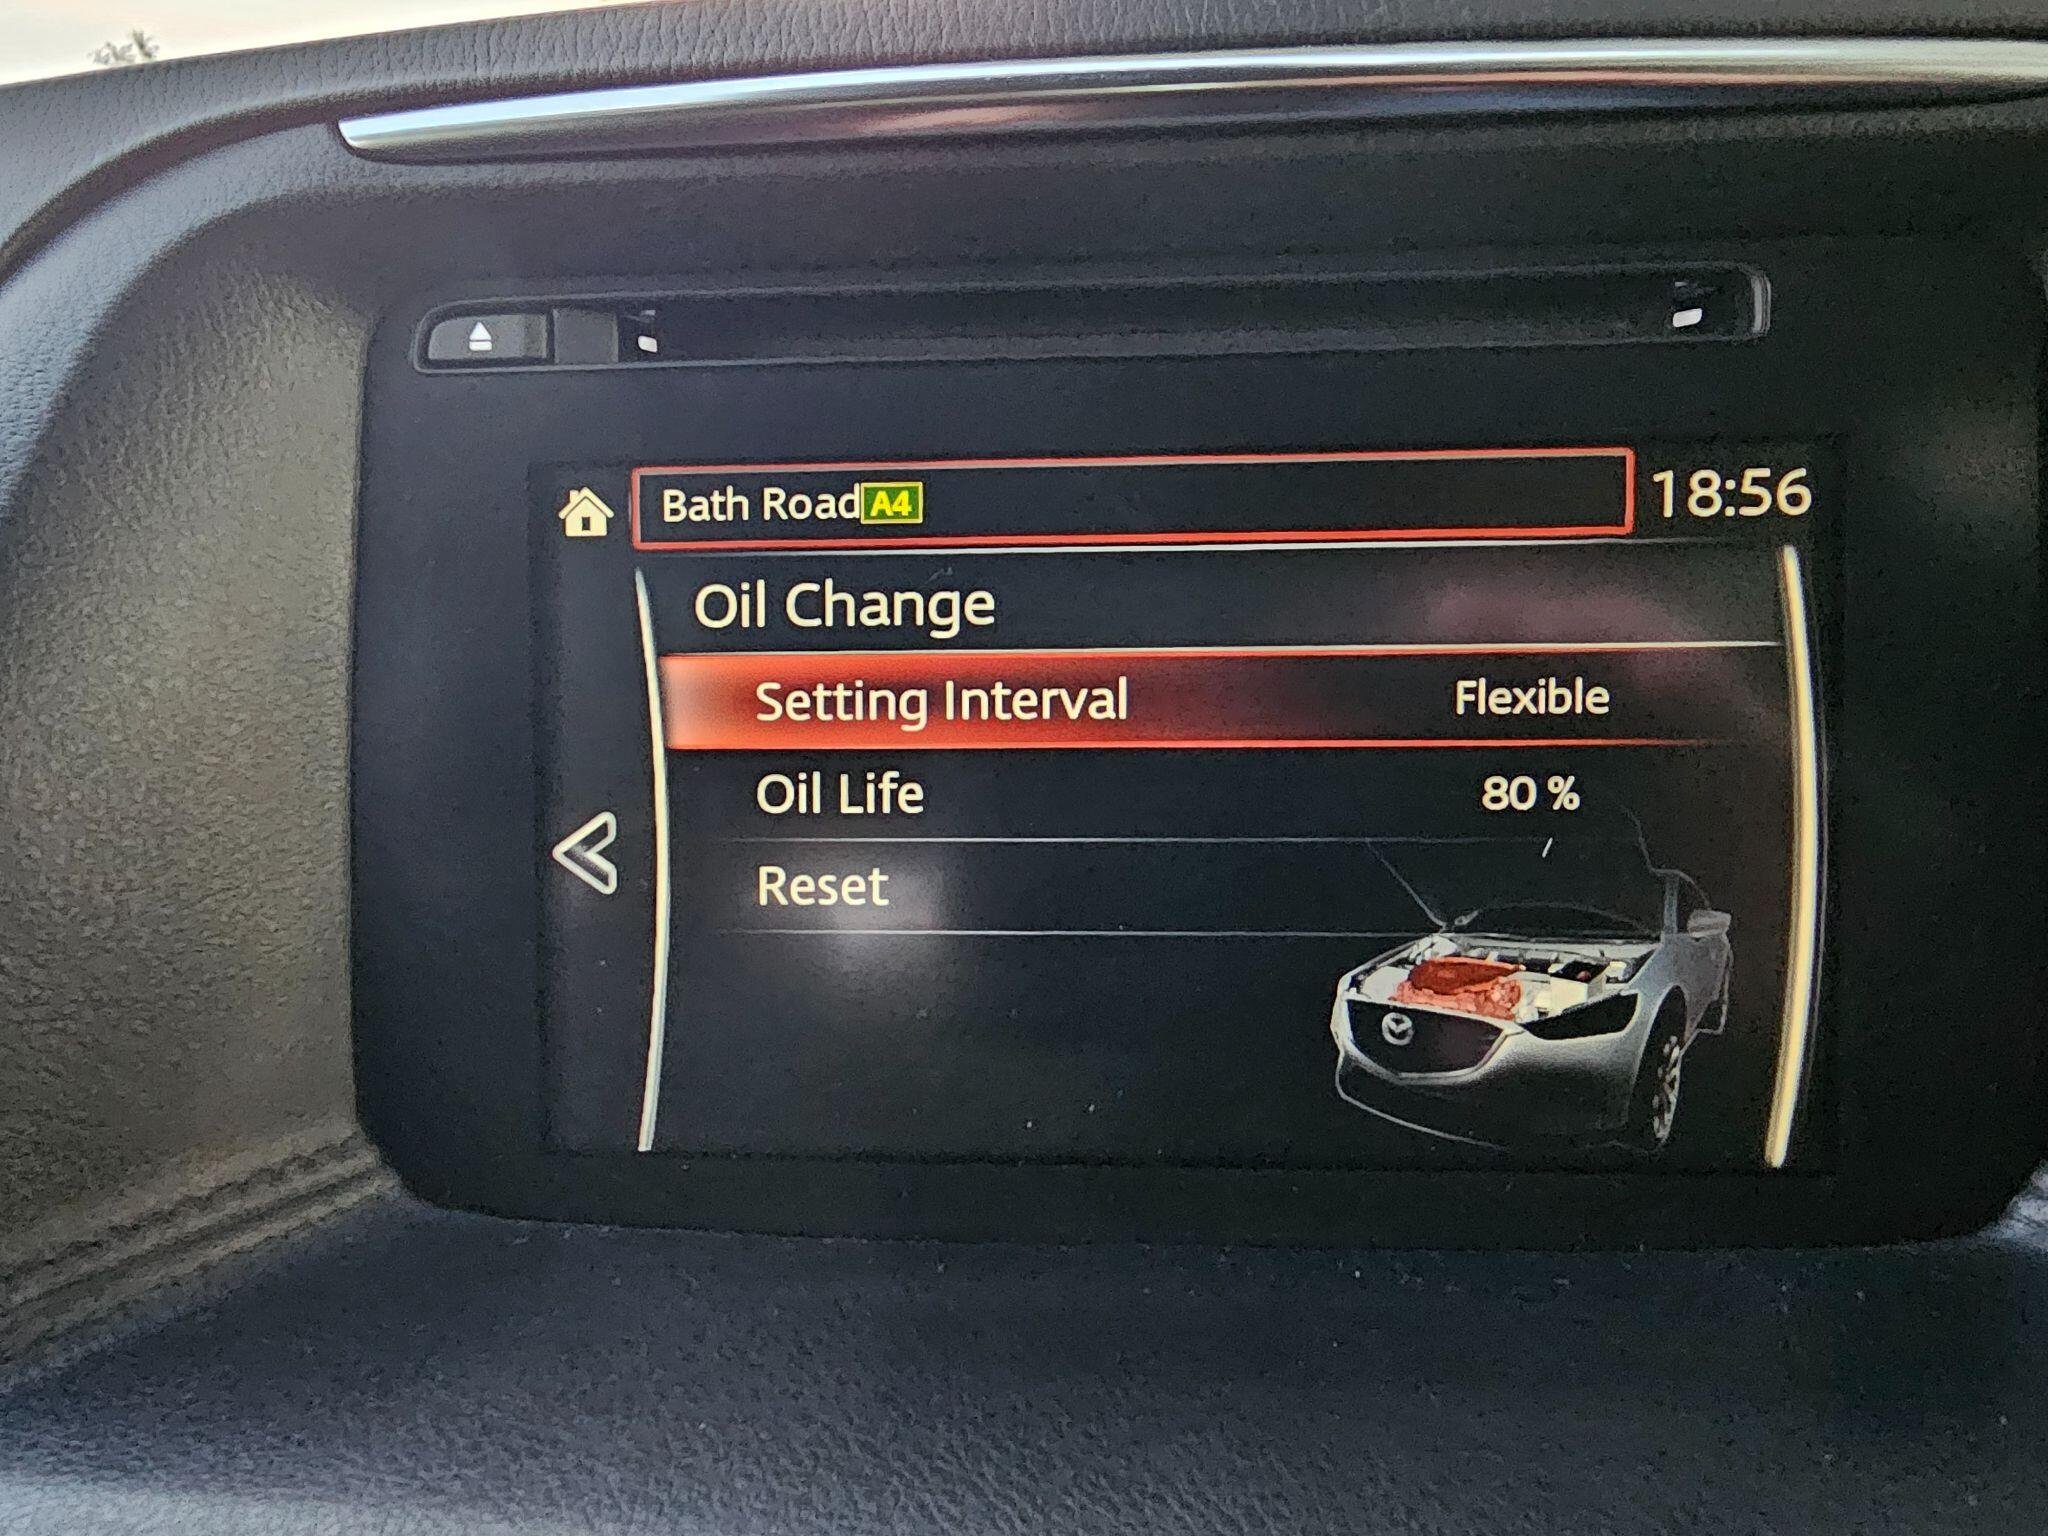 Bath Road A4
18:56
Oil Change
Setting Interval Flexible
Oil Life 80 %
Reset